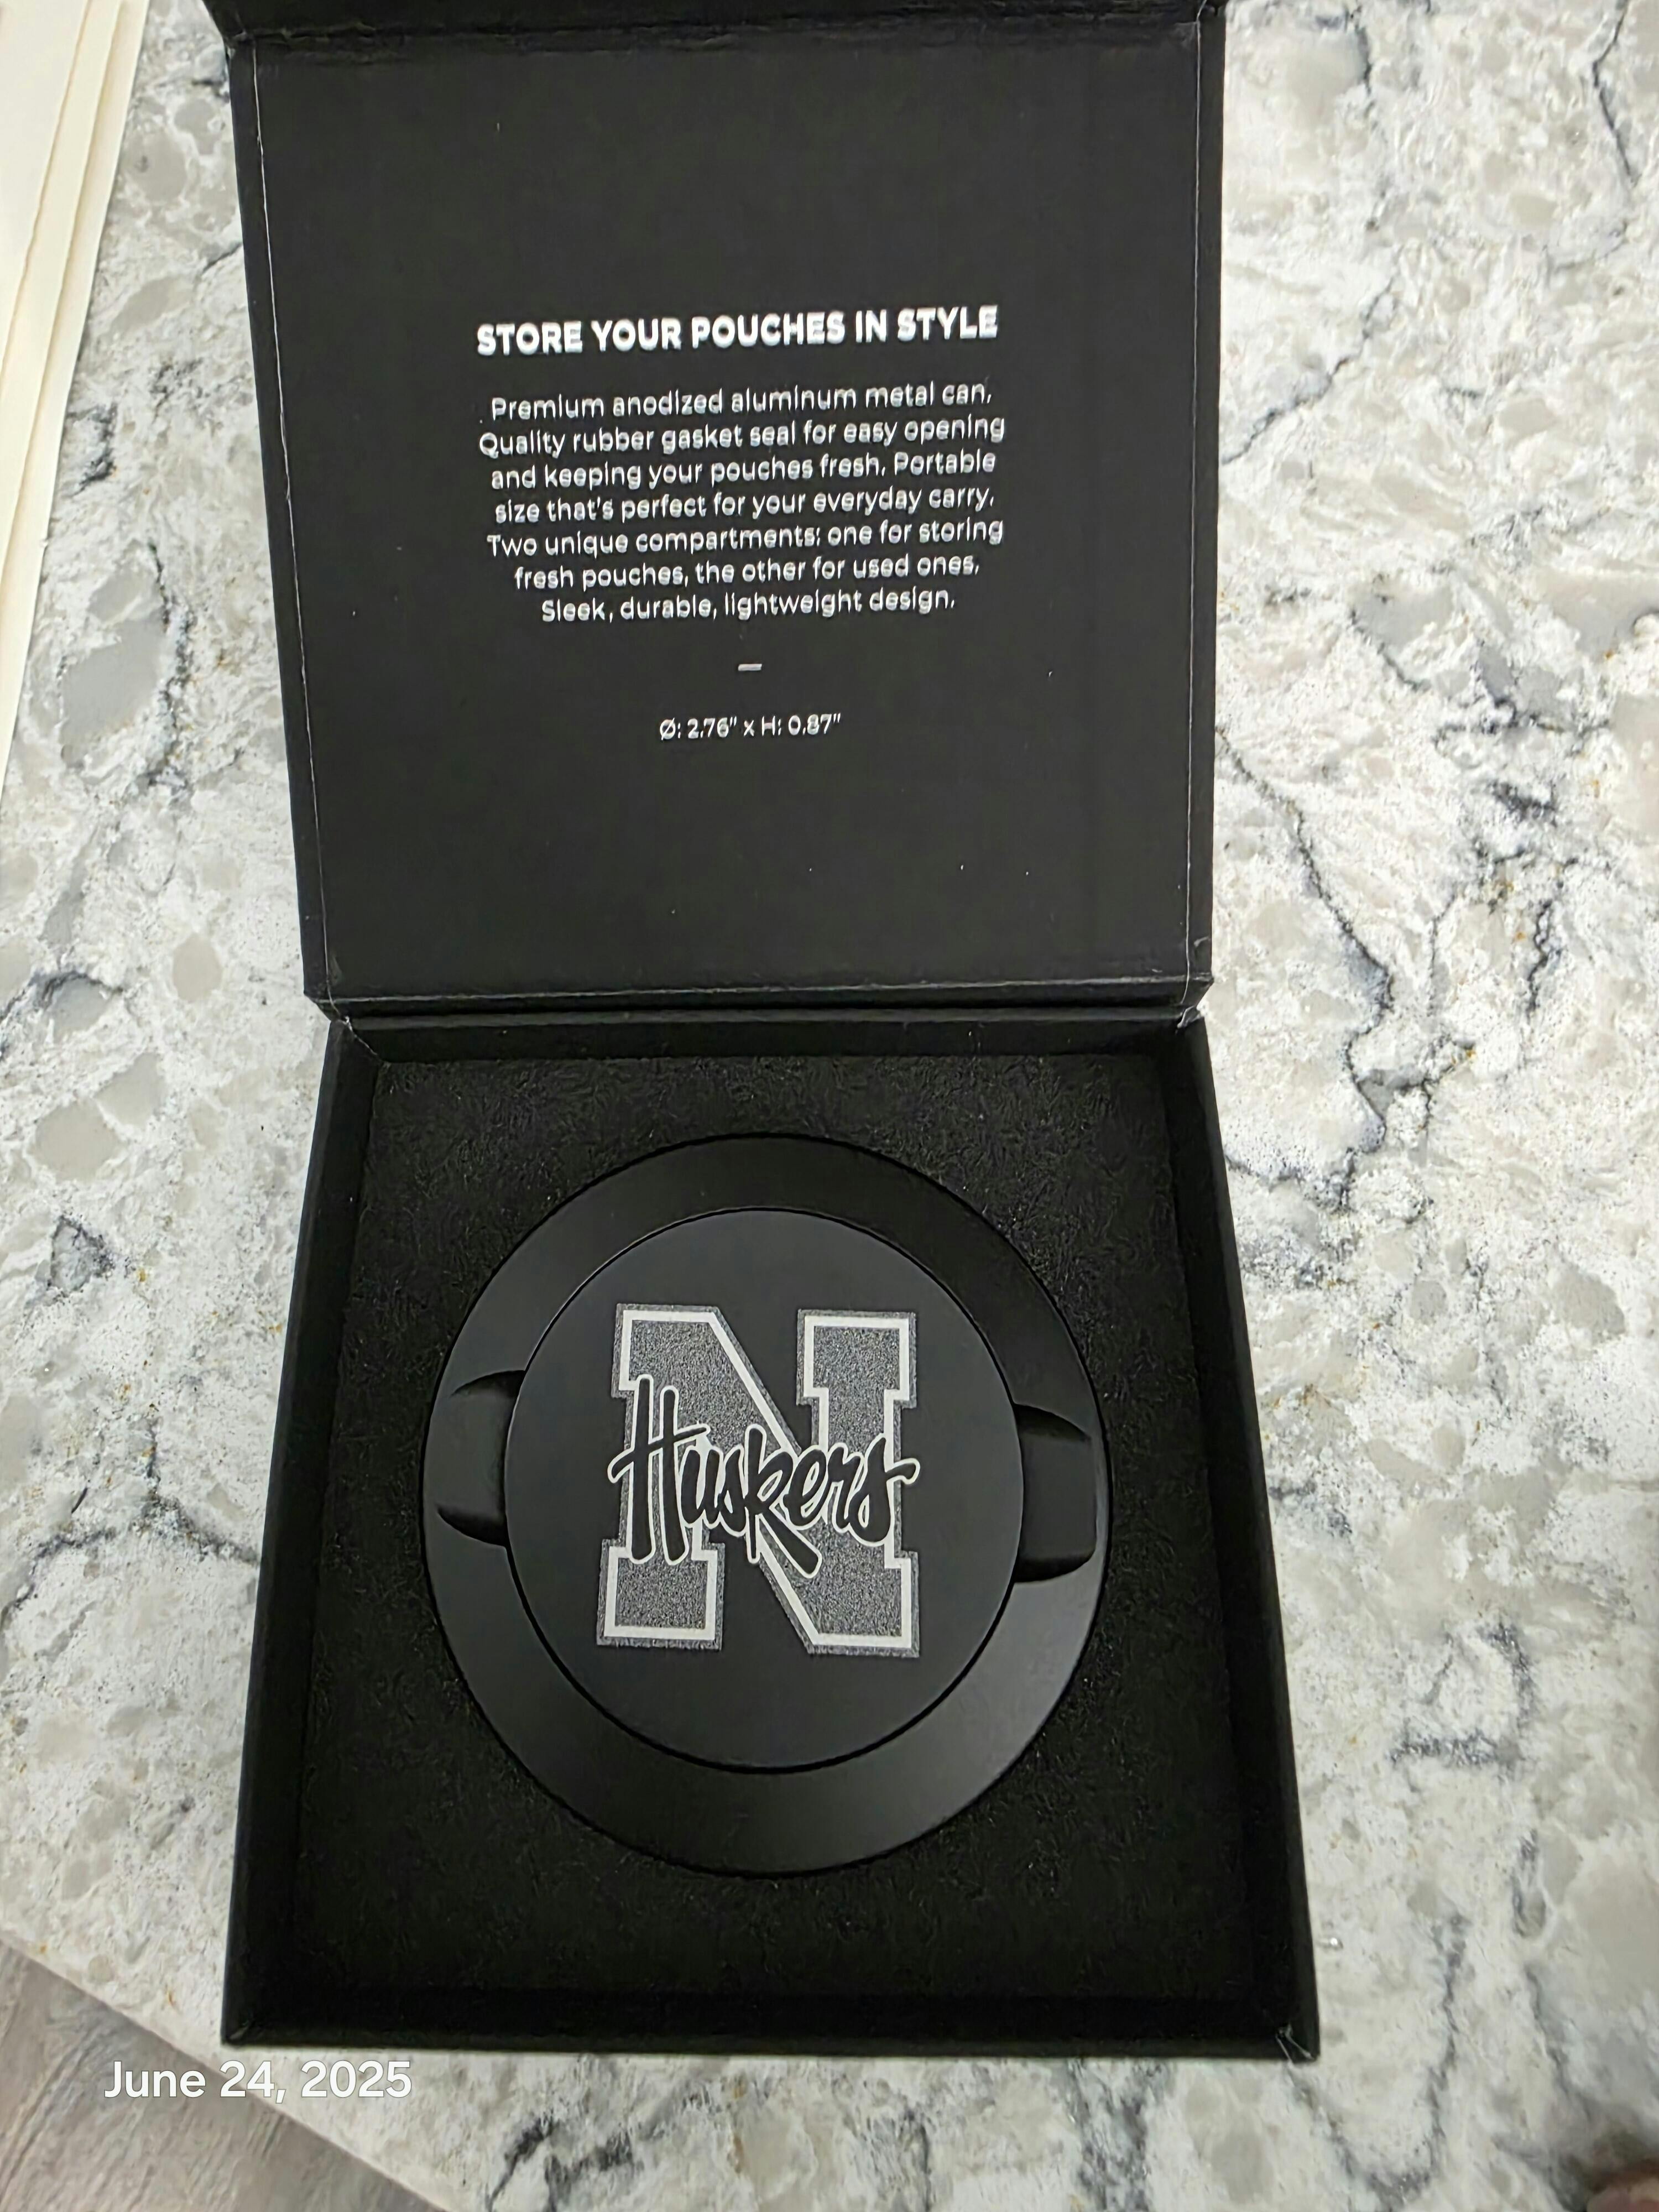 STORE YOUR POUCHES IN STYLE
Premium anodized aluminum metal can.
Quality rubber gasket seal for easy opening
and keeping your pouches fresh. Portable
size that's perfect for your everyday carry.
Two unique compartments: one for storing
fresh pouches, the other for used ones.
Sleek, durable, lightweight design.
—
Ø: 2.76" x H: 0.87"
N
Huskers
June 24, 2025